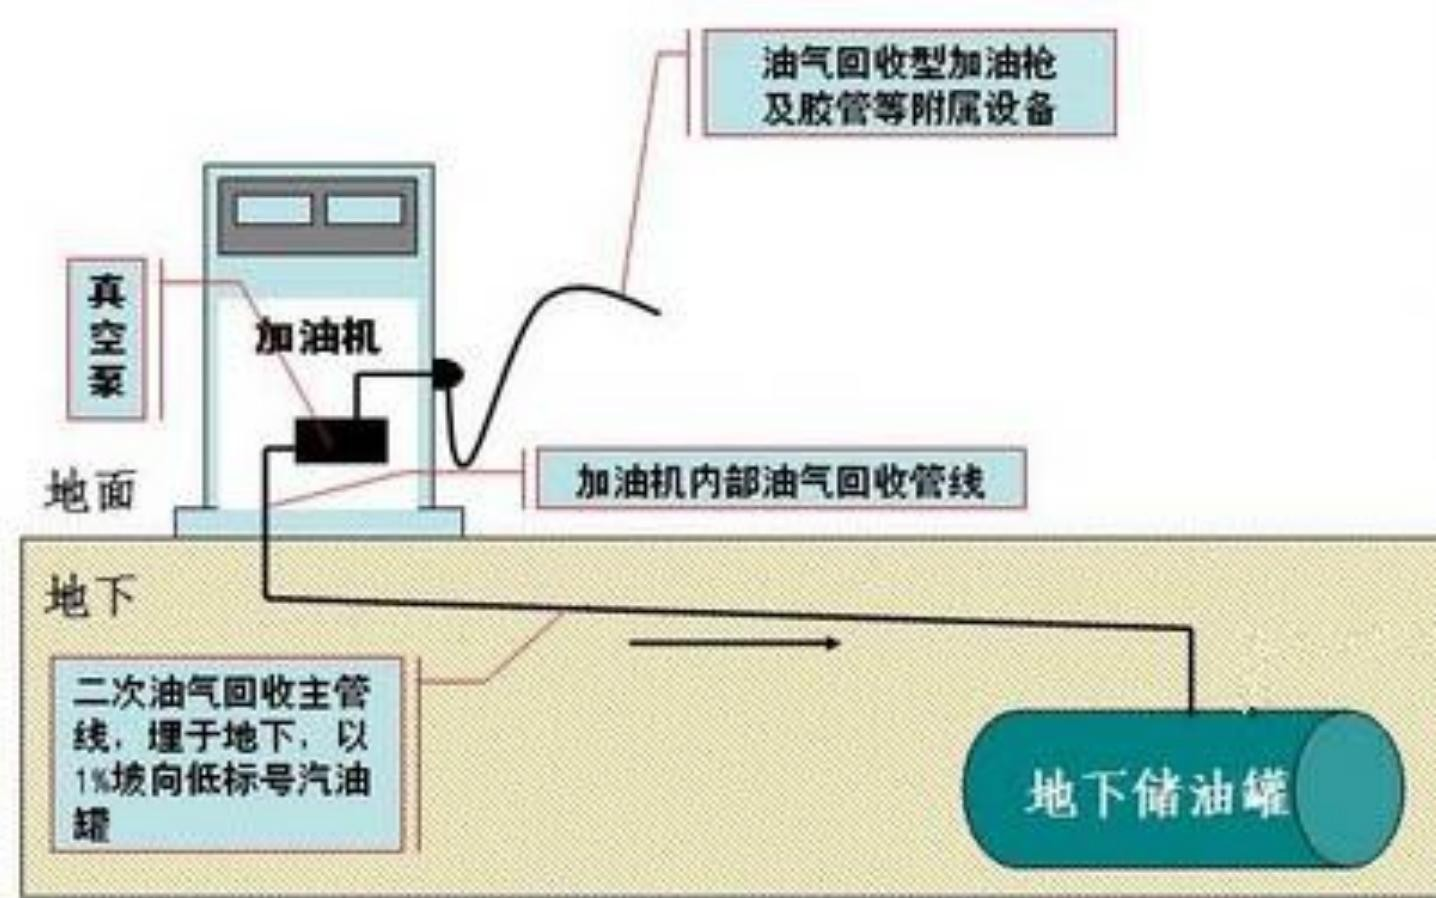 油气回收型加油枪
及胶管等附属设备
真
空
泵
加油机
地面
加油机内部油气回收管线
地下
二次油气回收主管
线，埋于地下，以
1%坡向低标号汽油
罐
地下储油罐